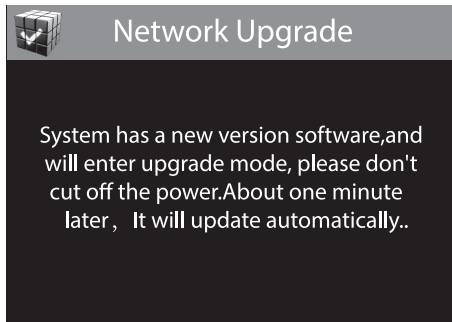 Network Upgrade
System has a new version software,and
will enter upgrade mode, please don't
cut off the power.About one minute
later， It will update automatically..